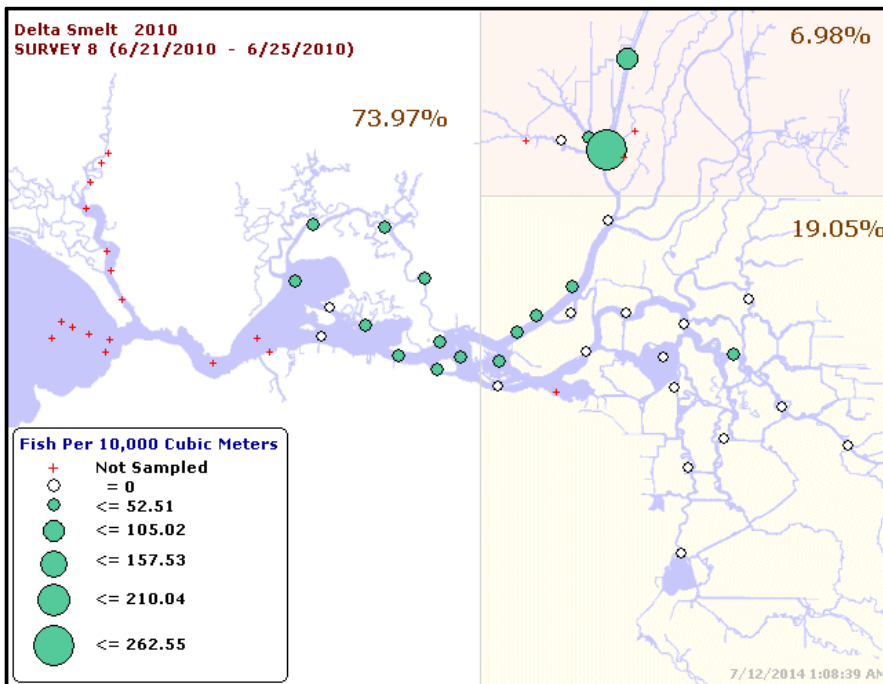 Delta Smelt 2010
SURVEY 8 (6/21/2010 - 6/25/2010)
73.97%
6.98%
19.05%
Fish Per 10,000 Cubic Meters
Not Sampled
= 0
<= 52.51
<= 105.02
<= 157.53
<= 210.04
<= 262.55
7/12/2014 1:08:39 AM